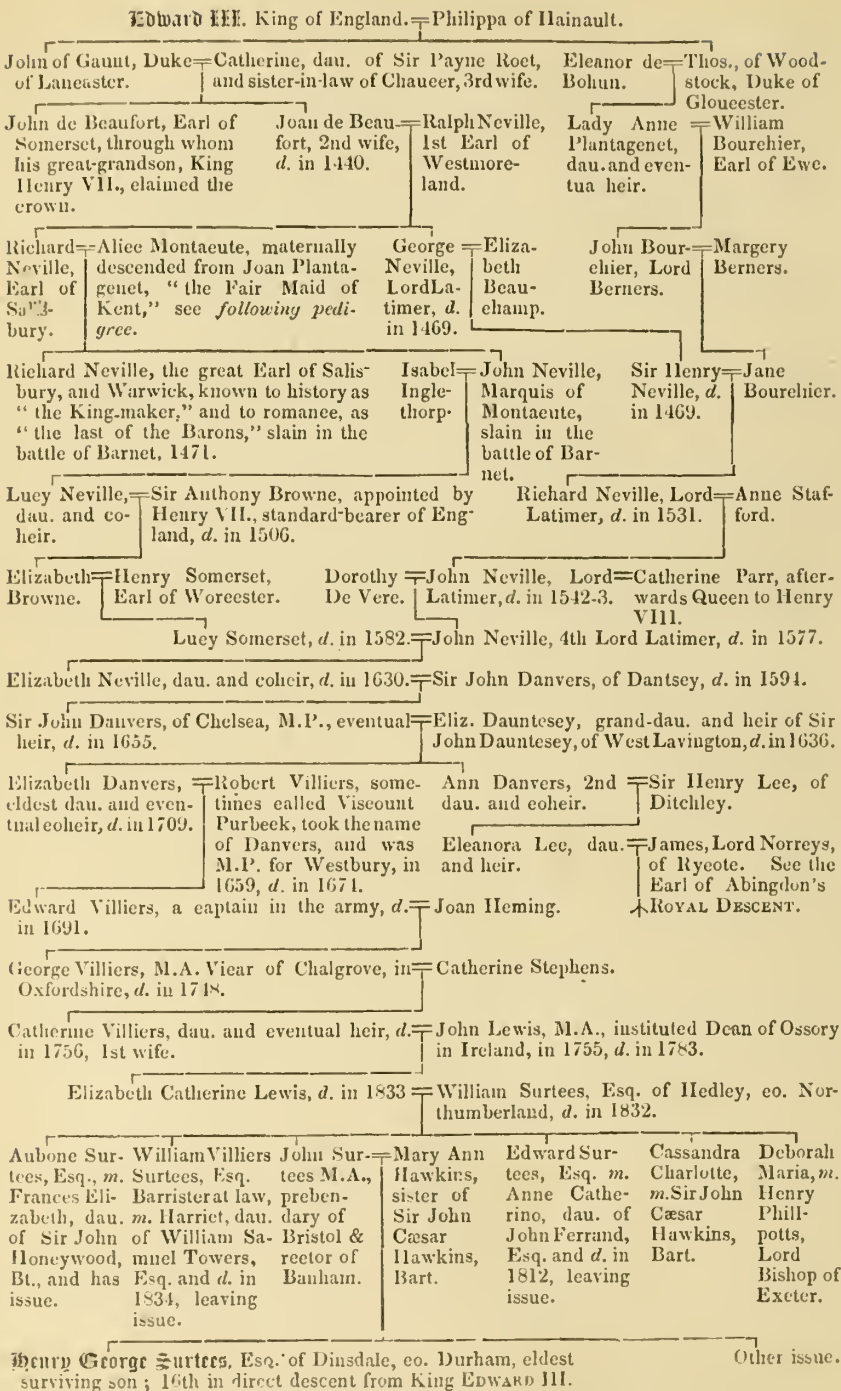 Edward III. King of England.=Philippa of Hainault.
John of Gaunt, Duke=Catherine, dau. of Sir Payne Roet,
of Lancaster. and sister-in-law of Chaucer, 3rd wife.
Eleanor de=Thos., of Wood-
Bohun. stock, Duke of
Gloucester.
John de Beaufort, Earl of
Somerset, through whom
his great-grandson, King
Henry VII., claimed the
crown.
Joan de Beau-=Ralph Neville,
fort, 2nd wife, 1st Earl of
d. in 1440. Westmore-
land.
Lady Anne=William
Plantagenet, Bourchier,
dau. and even- Earl of Ewe.
tua heir.
Richard=Alice Montacute, maternally
Neville, descended from Joan Planta-
Earl of genet, "the Fair Maid of
Salis- Kent," see following pedi-
bury. gree.
George=Eliza-
Neville, beth
Lord La- Beau-
timer, d. champ.
in 1469.
John Bour-=Margery
chier, Lord Berners.
Berners.
Richard Neville, the great Earl of Salis-
bury, and Warwick, known to history as
"the King-maker," and to romance, as
"the last of the Barons," slain in the
battle of Barnet, 1471.
Isabel=John Neville,
Ingle- Marquis of
thorp. Montacute,
slain in the
battle of Bar-
net.
Sir Henry=Jane
Neville, d. Bourchier.
in 1469.
Lucy Neville,=Sir Anthony Browne, appointed by
dau. and co- Henry VII., standard-bearer of Eng-
heir. land, d. in 1506.
Richard Neville, Lord=Anne Staf-
Latimer, d. in 1531. ford.
Elizabeth=Henry Somerset,
Browne. Earl of Worcester.
Dorothy=John Neville, Lord=Catherine Parr, after-
De Vere. Latimer, d. in 1542-3. wards Queen to Henry
VIII.
Lucy Somerset, d. in 1582.=John Neville, 4th Lord Latimer, d. in 1577.
Elizabeth Neville, dau. and coheir, d. in 1630.=Sir John Danvers, of Dantsey, d. in 1594.
Sir John Danvers, of Chelsea, M.P., eventual=Eliz. Dauntesey, grand-dau. and heir of Sir
heir, d. in 1655. John Dauntesey, of West Lavington, d. in 1636.
Elizabeth Danvers,=Robert Villiers, some-
eldest dau. and even- times called Viscount
tual coheir, d. in 1709. Purbeck, took the name
of Danvers, and was
M.P. for Westbury, in
1659, d. in 1674.
Ann Danvers, 2nd=Sir Henry Lee, of
dau. and coheir. Ditchley.
Eleanora Lee, dau.=James, Lord Norreys,
and heir. of Rycote. See the
Earl of Abingdon's
ROYAL DESCENT.
Edward Villiers, a captain in the army, d.=Joan Heming.
in 1691.
George Villiers, M.A. Vicar of Chalgrove, in=Catherine Stephens.
Oxfordshire, d. in 1748.
Catherine Villiers, dau. and eventual heir, d.=John Lewis, M.A., instituted Dean of Ossory
in 1756, 1st wife. in Ireland, in 1755, d. in 1783.
Elizabeth Catherine Lewis, d. in 1833=William Surtees, Esq. of Hedley, co. Nor-
thumberland, d. in 1832.
Aubone Sur-
tees, Esq., m.
Frances Eli-
zabeth, dau.
of Sir John
Honeywood,
Bt., and has
issue.
William Villiers
Surtees, Esq.
Barrister at law,
m. Harriet, dau.
of William Sa-
muel Towers,
Esq. and d. in
1834, leaving
issue.
John Sur-=Mary Ann
tees M.A., Hawkins,
preben- sister of
dary of Sir John
Bristol & Cæsar
rector of Hawkins,
Banham. Bart.
Edward Sur-
tees, Esq. m.
Anne Cathe-
rino, dau. of
John Ferrand,
Esq. and d. in
1812, leaving
issue.
Cassandra
Charlotte,
m. Sir John
Cæsar
Hawkins,
Bart.
Deborah
Maria, m.
Henry
Phill-
potts,
Lord
Bishop of
Exeter.
Henry George Surtees, Esq. of Dinsdale, co. Durham, eldest
surviving son; 16th in direct descent from King EDWARD III.
Other issue.